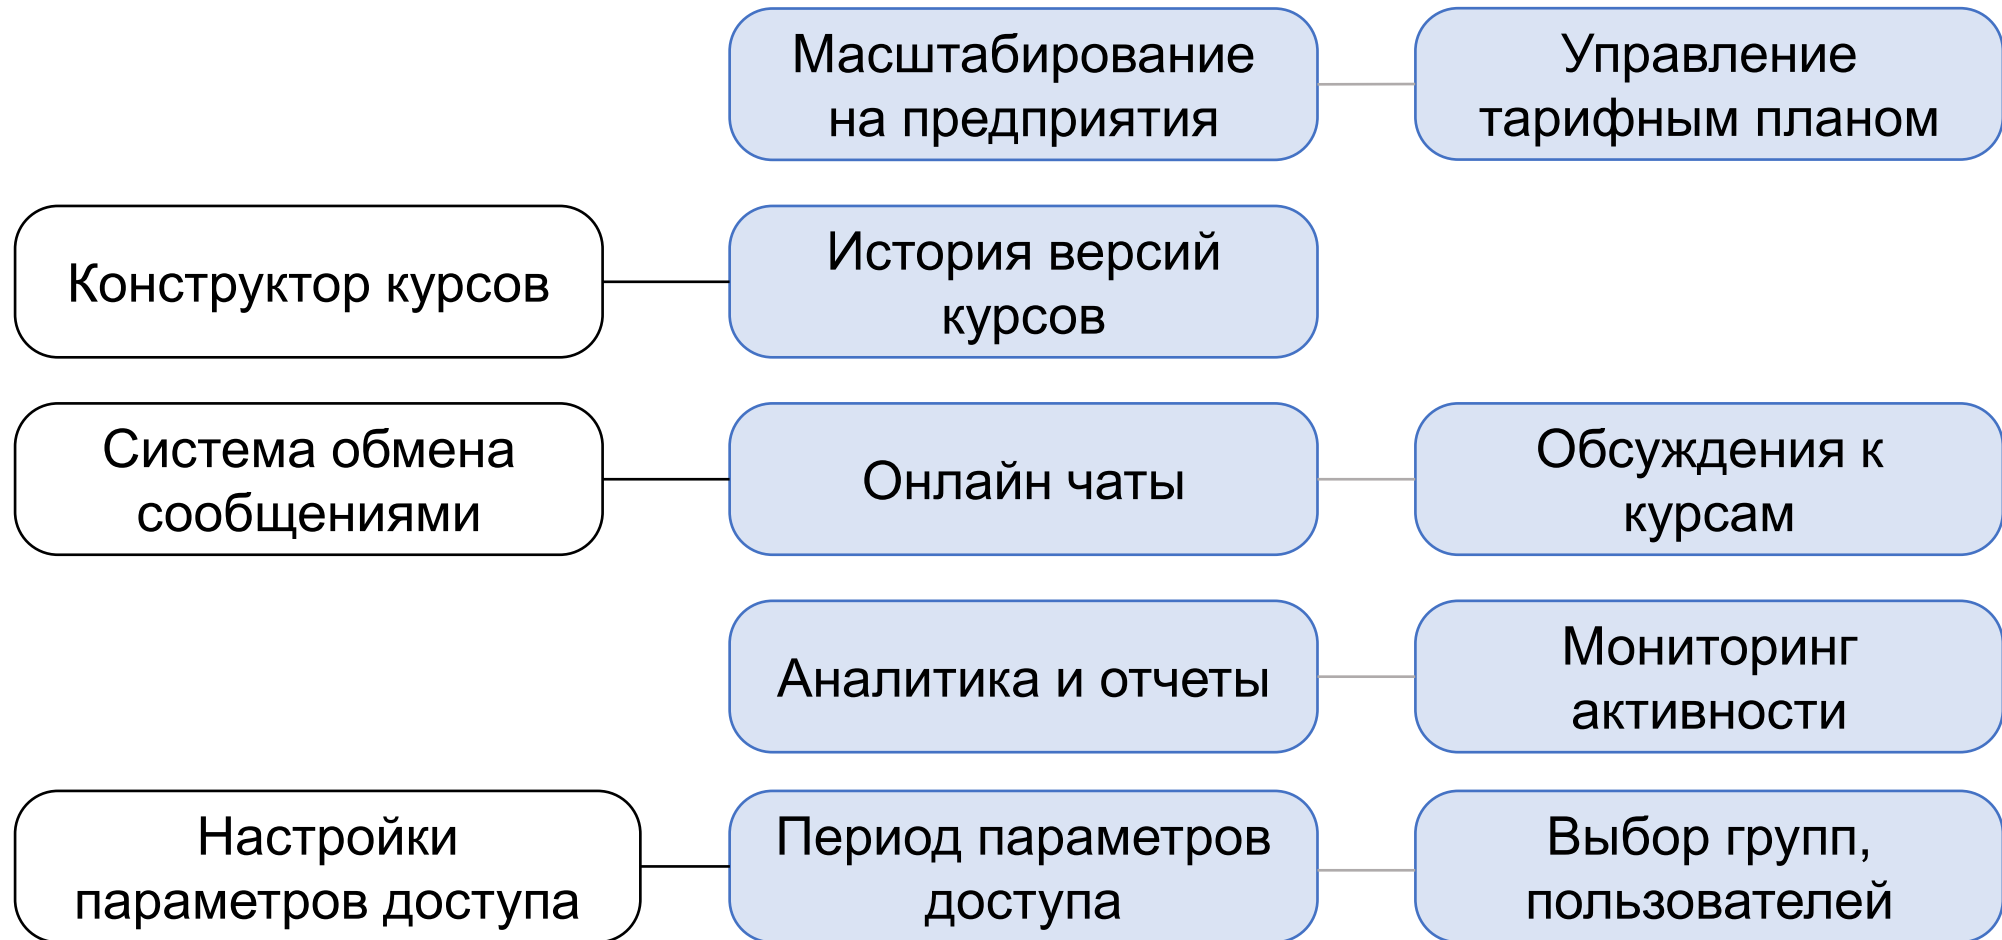 Масштабирование
на предприятия
Управление
тарифным планом
Конструктор курсов
История версий
курсов
Система обмена
сообщениями
Онлайн чаты
Обсуждения к
курсам
Аналитика и отчеты
Мониторинг
активности
Настройки
параметров доступа
Период параметров
доступа
Выбор групп,
пользователей